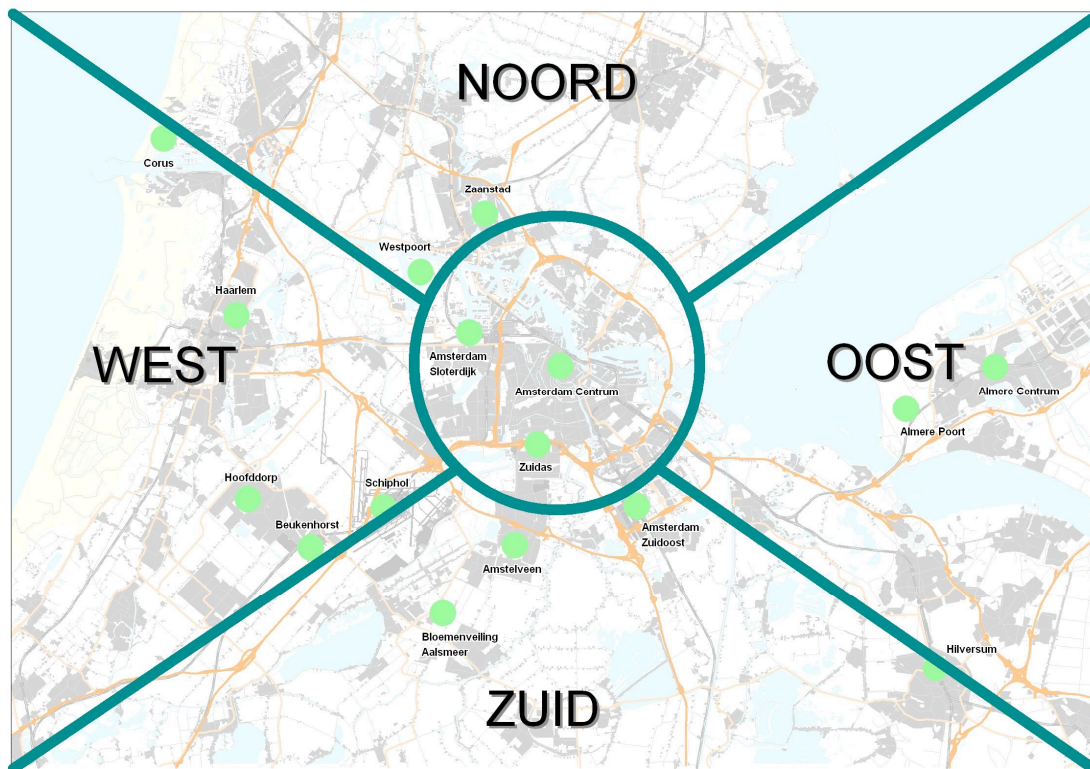 NOORD
Corus
Zaanstad
Westpoort
Haarlem
WEST
Amsterdam
Sloterdijk
Amsterdam Centrum
OOST
Almere Centrum
Almere Poort
Zuidas
Hoofddorp
Schiphol
Beukenhorst
Amsterdam
Zuidoost
Amstelveen
Bloemenveiling
Aalsmeer
Hilversum
ZUID